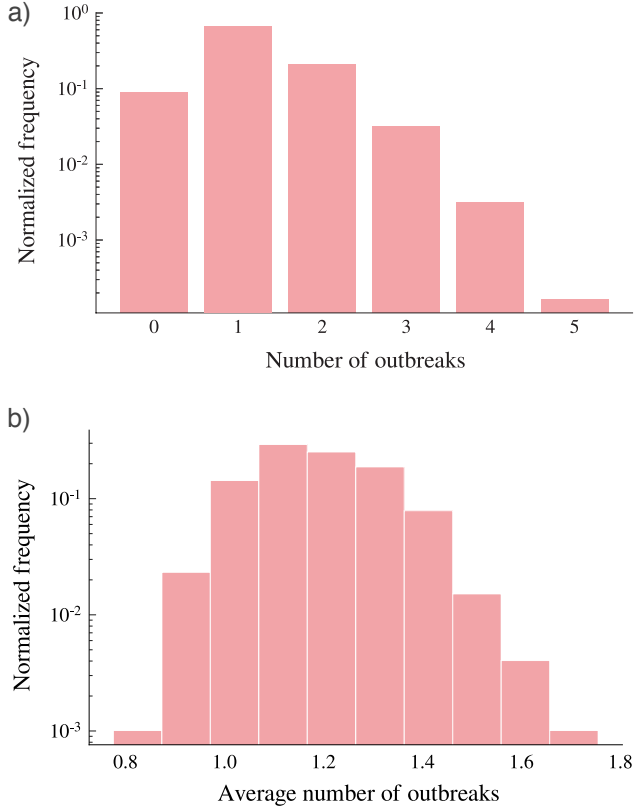 a)
Normalized frequency
10⁰
10⁻¹
10⁻²
10⁻³
0 1 2 3 4 5
Number of outbreaks
b)
Normalized frequency
10⁻¹
10⁻²
10⁻³
0.8 1.0 1.2 1.4 1.6 1.8
Average number of outbreaks